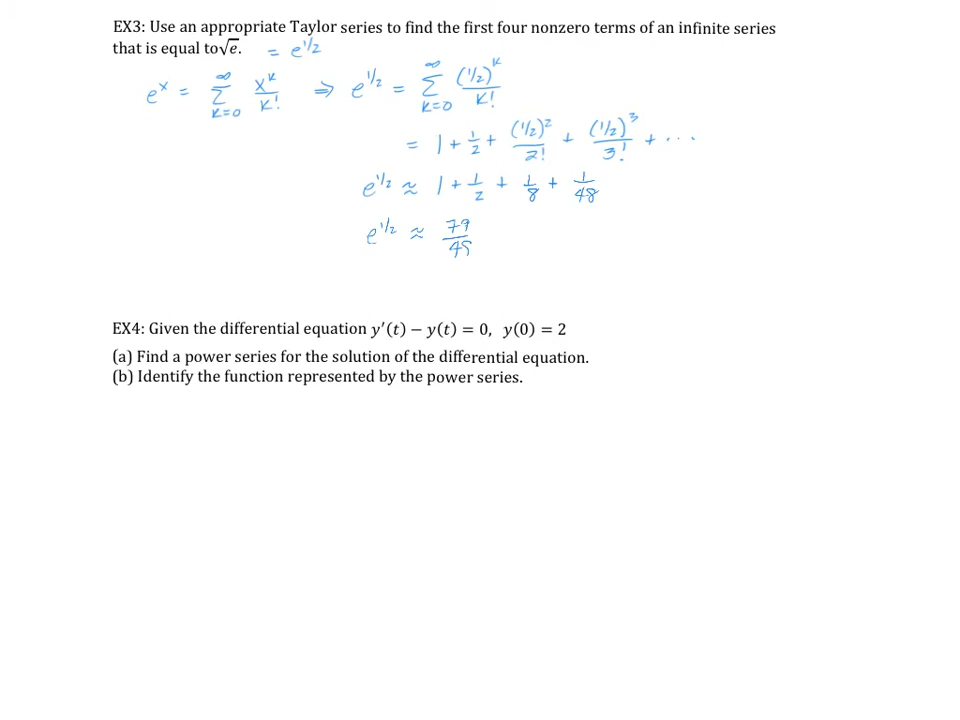 EX3: Use an appropriate Taylor series to find the first four nonzero terms of an infinite series
that is equal to√e. = e^1/2
e^x = ∞ Σ k=0 x^k/k! ⇒ e^1/2 = ∞ Σ k=0 (1/2)^k/k!
= 1 + 1/2 + (1/2)^2/2! + (1/2)^3/3! + ...
e^1/2 ≈ 1 + 1/2 + 1/8 + 1/48
e^1/2 ≈ 79/48
EX4: Given the differential equation y′(t) − y(t) = 0, y(0) = 2
(a) Find a power series for the solution of the differential equation.
(b) Identify the function represented by the power series.